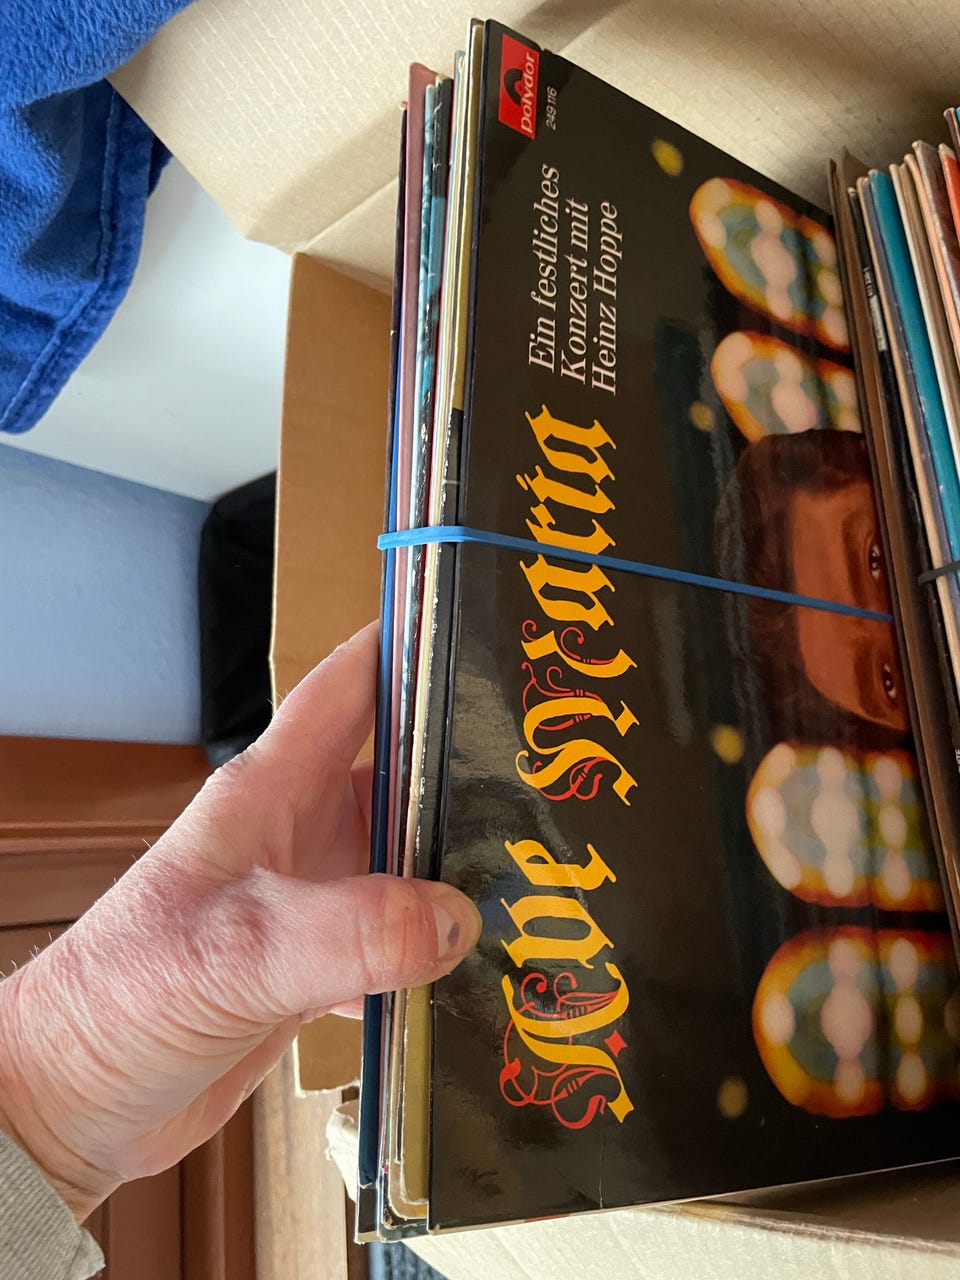 polydor
249 116
Ein festliches
Konzert mit
Heinz Hoppe
Ave Maria